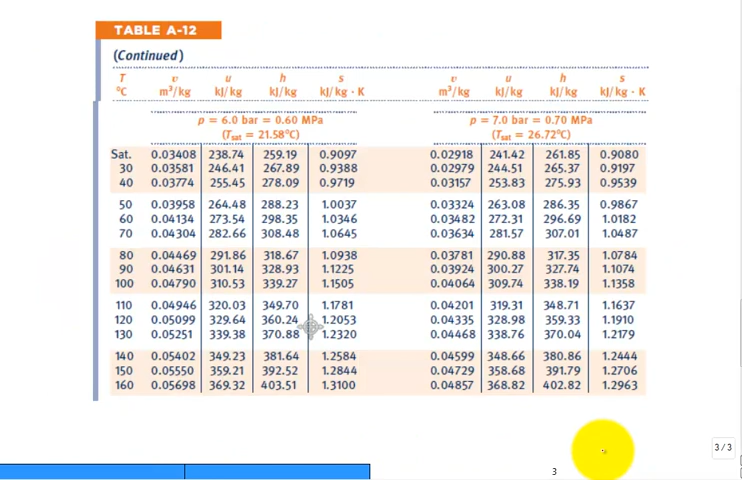 TABLE A-12
(Continued)
T v u h s v u h s
°C m³/kg kJ/kg kJ/kg kJ/kg · K m³/kg kJ/kg kJ/kg kJ/kg · K
p = 6.0 bar = 0.60 MPa p = 7.0 bar = 0.70 MPa
(Tsat = 21.58°C) (Tsat = 26.72°C)
Sat. 0.03408 238.74 259.19 0.9097 0.02918 241.42 261.85 0.9080
30 0.03581 246.41 267.89 0.9388 0.02979 244.51 265.37 0.9197
40 0.03774 255.45 278.09 0.9719 0.03157 253.83 275.93 0.9539
50 0.03958 264.48 288.23 1.0037 0.03324 263.08 286.35 0.9867
60 0.04134 273.54 298.35 1.0346 0.03482 272.31 296.69 1.0182
70 0.04304 282.66 308.48 1.0645 0.03634 281.57 307.01 1.0487
80 0.04469 291.86 318.67 1.0938 0.03781 290.88 317.35 1.0784
90 0.04631 301.14 328.93 1.1225 0.03924 300.27 327.74 1.1074
100 0.04790 310.53 339.27 1.1505 0.04064 309.74 338.19 1.1358
110 0.04946 320.03 349.70 1.1781 0.04201 319.31 348.71 1.1637
120 0.05099 329.64 360.24 1.2053 0.04335 328.98 359.33 1.1910
130 0.05251 339.38 370.88 1.2320 0.04468 338.76 370.04 1.2179
140 0.05402 349.23 381.64 1.2584 0.04599 348.66 380.86 1.2444
150 0.05550 359.21 392.52 1.2844 0.04729 358.68 391.79 1.2706
160 0.05698 369.32 403.51 1.3100 0.04857 368.82 402.82 1.2963
3 / 3
3